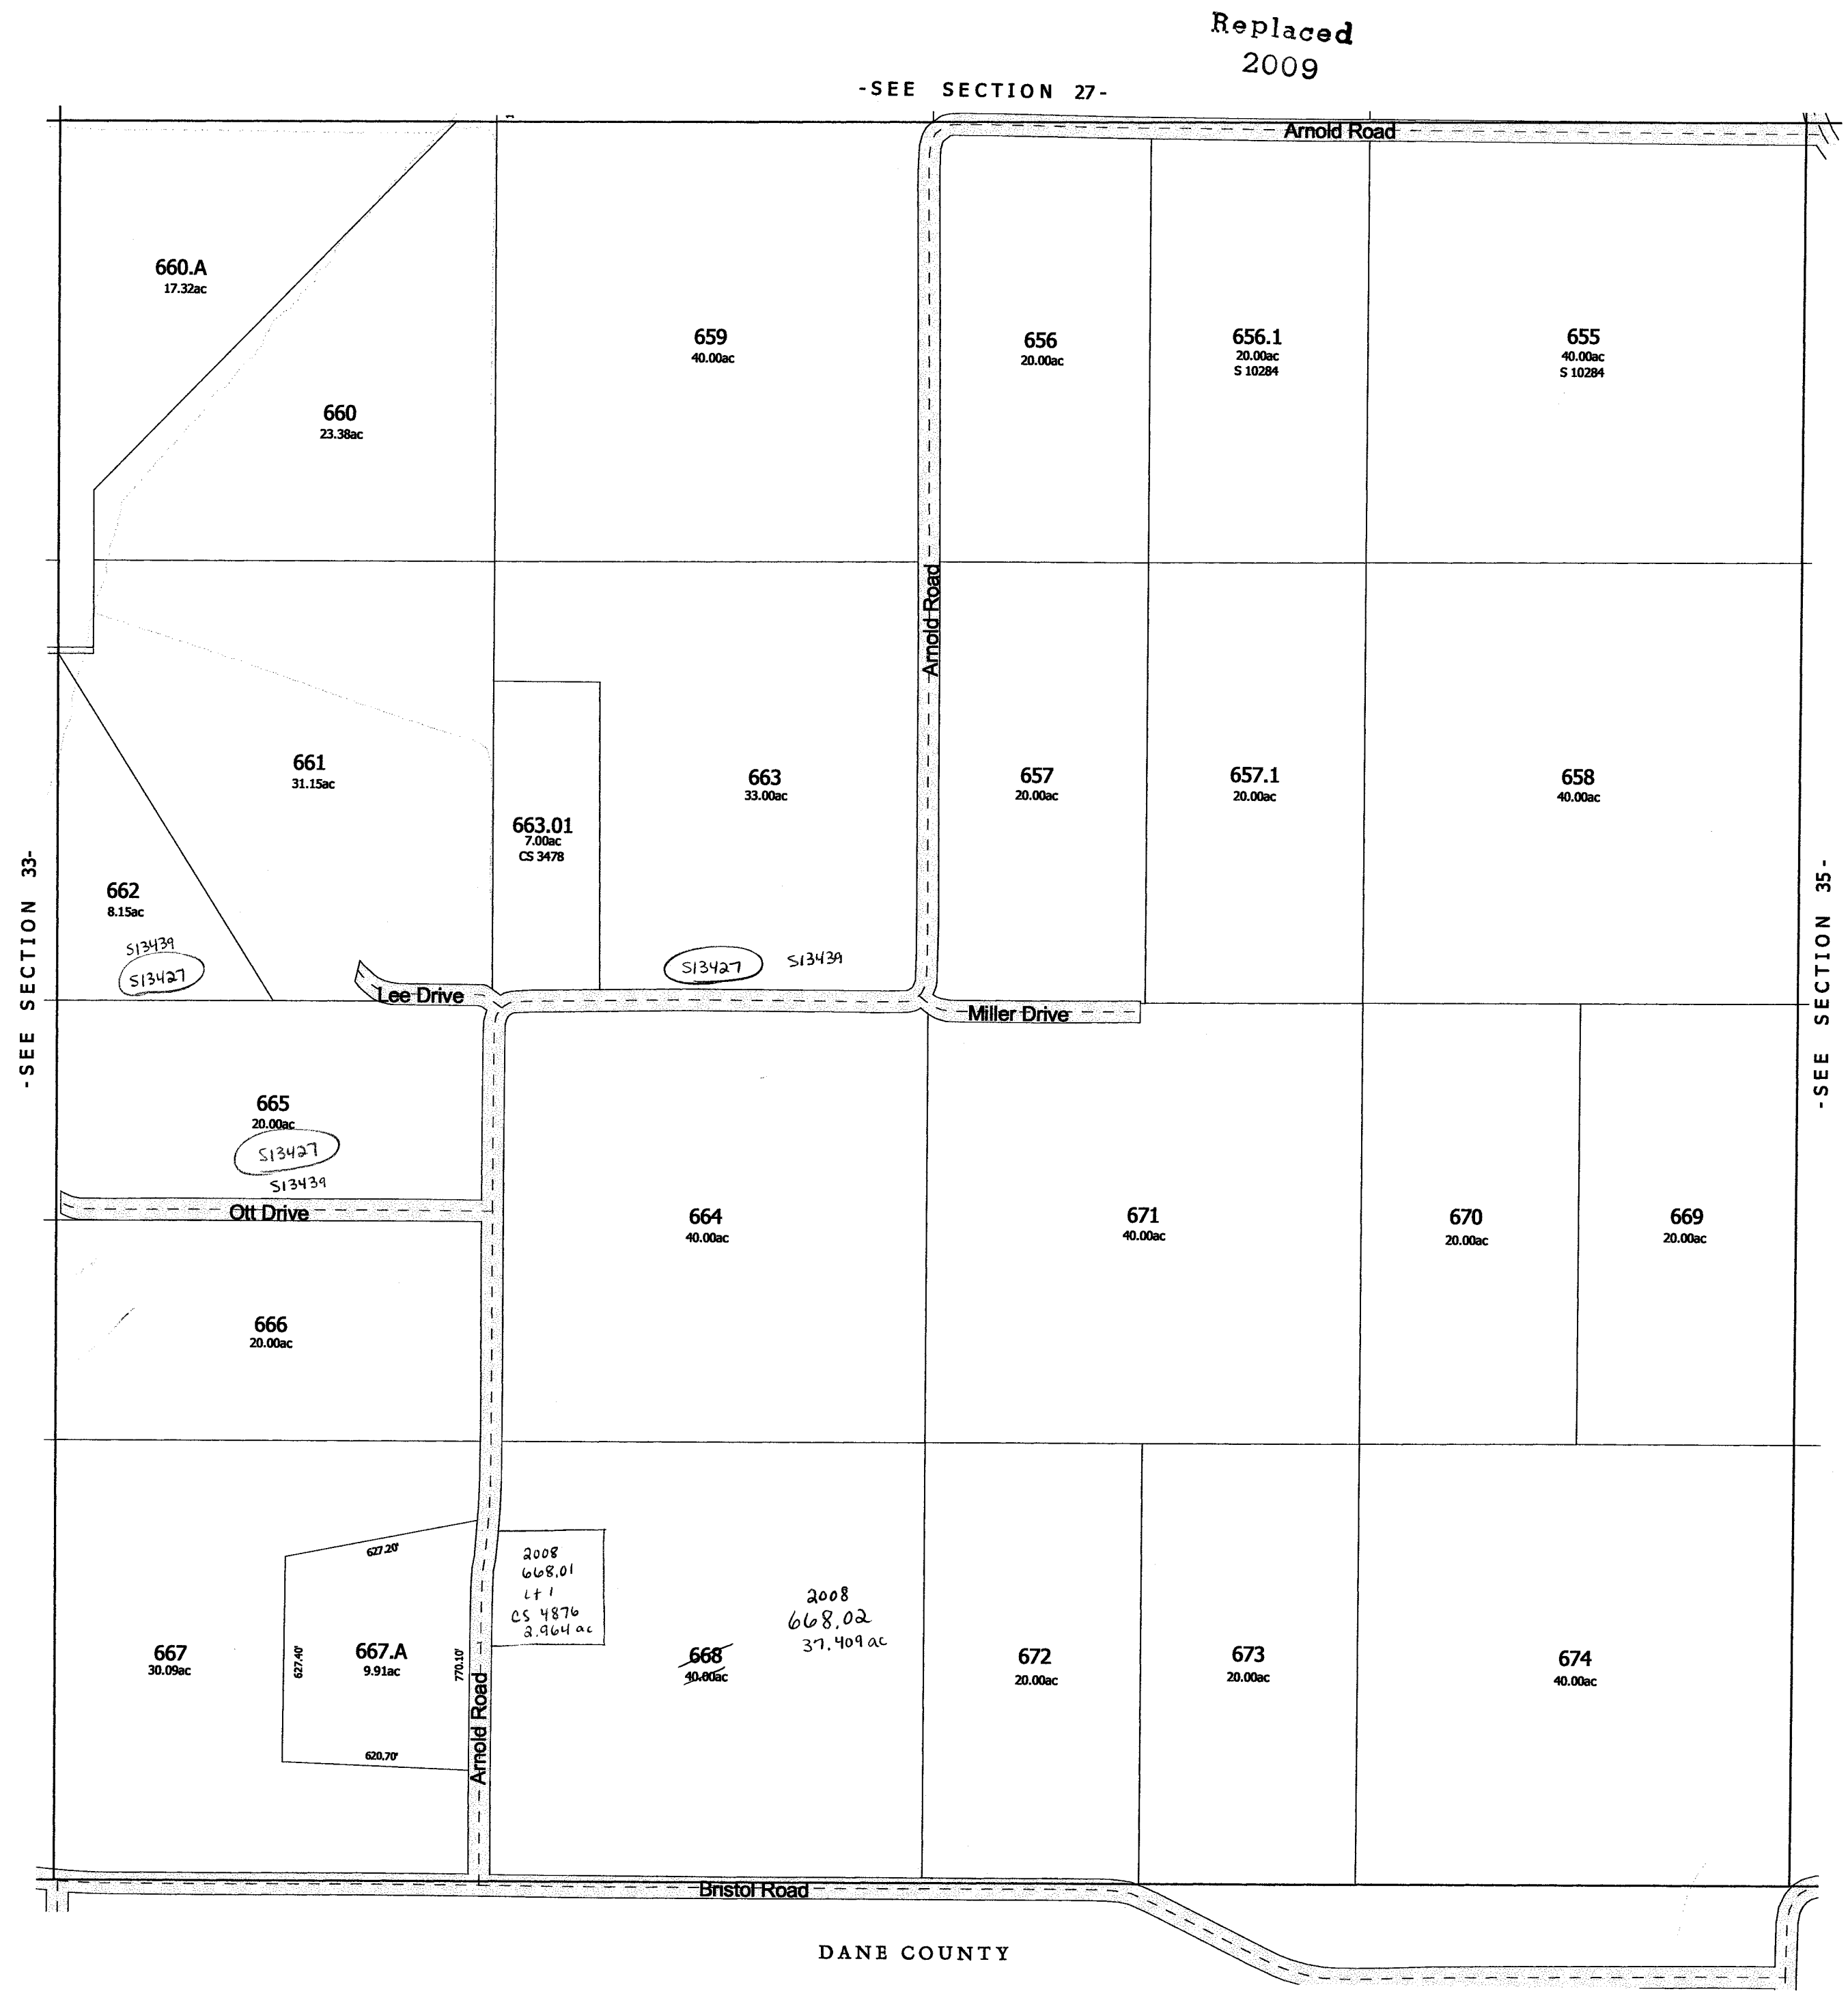 Replaced
2009
-SEE SECTION 27-
Arnold Road
660.A
17.32ac
659
40.00ac
656
20.00ac
656.1
20.00ac
S 10284
655
40.00ac
S 10284
660
23.38ac
Arnold Road
661
31.15ac
663
33.00ac
657
20.00ac
657.1
20.00ac
658
40.00ac
663.01
7.00ac
CS 3478
-SEE SECTION 33-
-SEE SECTION 35-
662
8.15ac
S13439
S13427
S13427
S13439
Lee Drive
Miller Drive
665
20.00ac
S13427
S13439
Ott Drive
664
40.00ac
671
40.00ac
670
20.00ac
669
20.00ac
666
20.00ac
627.20'
2008
668.01
Lt 1
CS 4876
2.964 ac
2008
668.02
37.409 ac
667
30.09ac
627.40'
667.A
9.91ac
770.10'
668
40.00ac
672
20.00ac
673
20.00ac
674
40.00ac
Arnold Road
620.70'
Bristol Road
DANE COUNTY